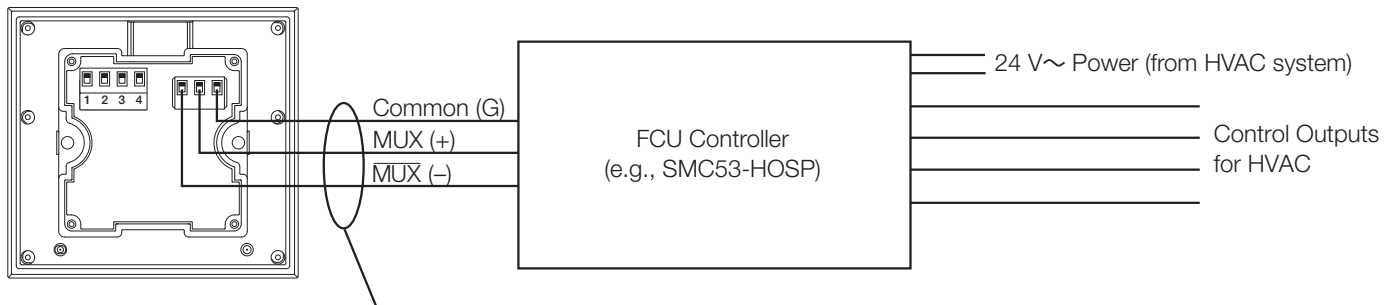 1 2 3 4
Common (G)
MUX (+)
MUX (–)
FCU Controller
(e.g., SMC53-HOSP)
24 V~ Power (from HVAC system)
Control Outputs
for HVAC